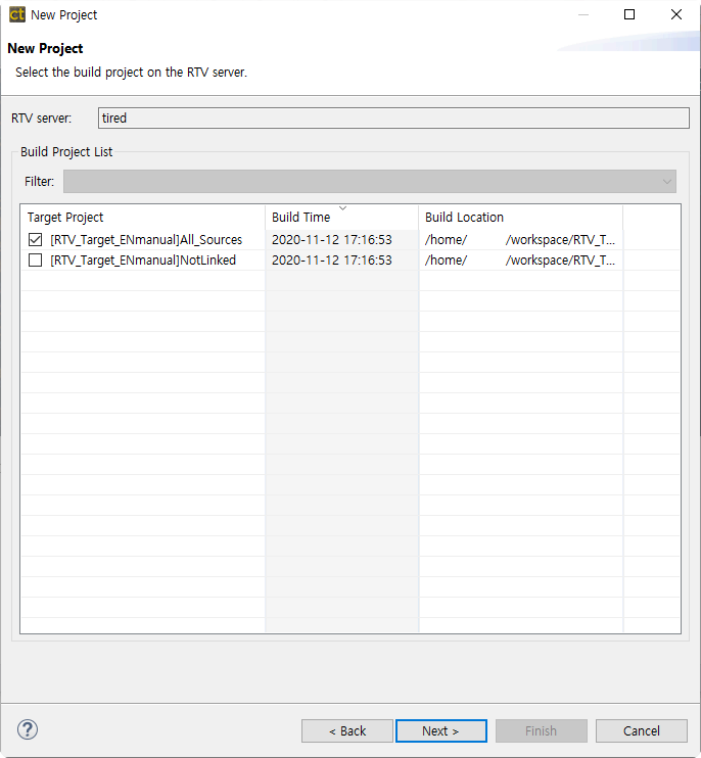 ct New Project
New Project
Select the build project on the RTV server.
RTV server: tired
Build Project List
Filter:
Target Project Build Time Build Location
[RTV_Target_ENmanual]All_Sources 2020-11-12 17:16:53 /home/ /workspace/RTV_T...
[RTV_Target_ENmanual]NotLinked 2020-11-12 17:16:53 /home/ /workspace/RTV_T...
? < Back Next > Finish Cancel